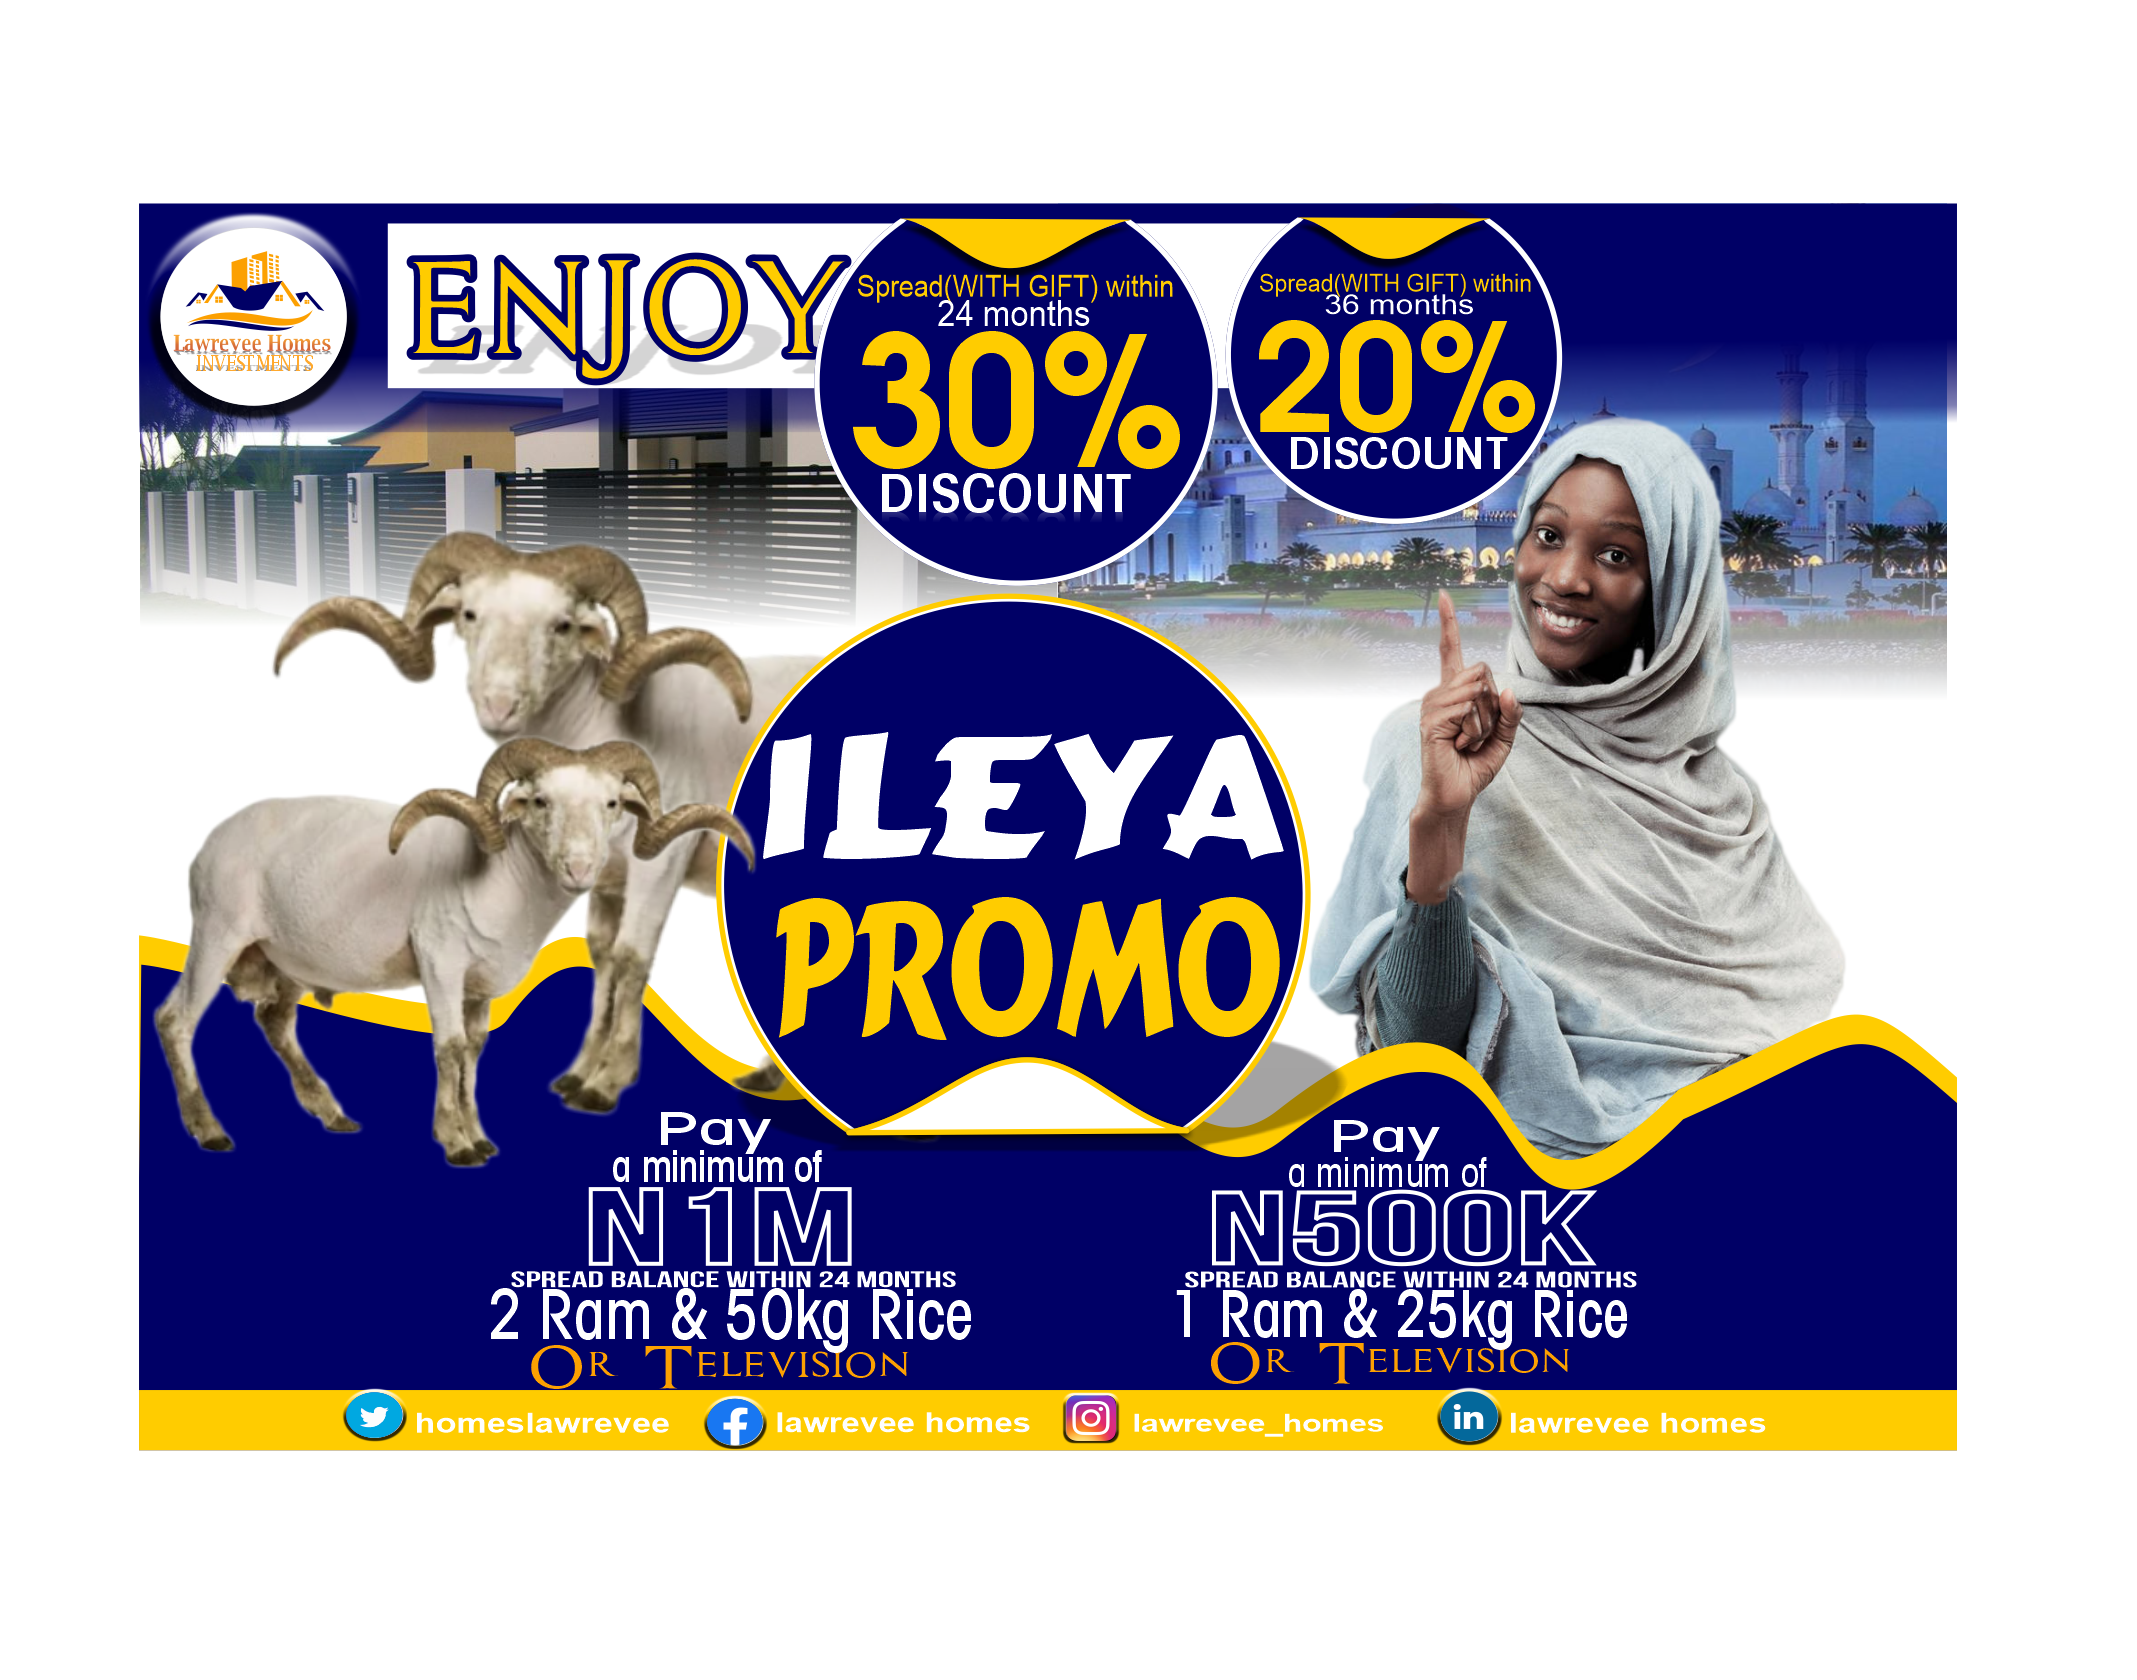 Lawrevee Homes
INVESTMENTS
ENJOY
Spread(WITH GIFT) within
24 months
30%
DISCOUNT
Spread(WITH GIFT) within
36 months
20%
DISCOUNT
ILEYA
PROMO
Pay
a minimum of
N1M
SPREAD BALANCE WITHIN 24 MONTHS
2 Ram & 50kg Rice
OR TELEVISION
Pay
a minimum of
N500K
SPREAD BALANCE WITHIN 24 MONTHS
1 Ram & 25kg Rice
OR TELEVISION
homeslawrevee
lawrevee homes
lawrevee_homes
in lawrevee homes